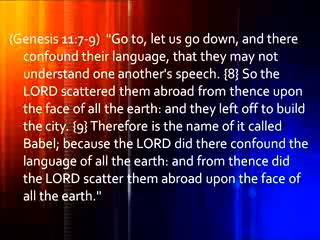 (Genesis 11:7-9)  "Go to, let us go down, and there
confound their language, that they may not
understand one another's speech. {8} So the
LORD scattered them abroad from thence upon
the face of all the earth: and they left off to build
the city. {9} Therefore is the name of it called
Babel; because the LORD did there confound the
language of all the earth: and from thence did
the LORD scatter them abroad upon the face of
all the earth."